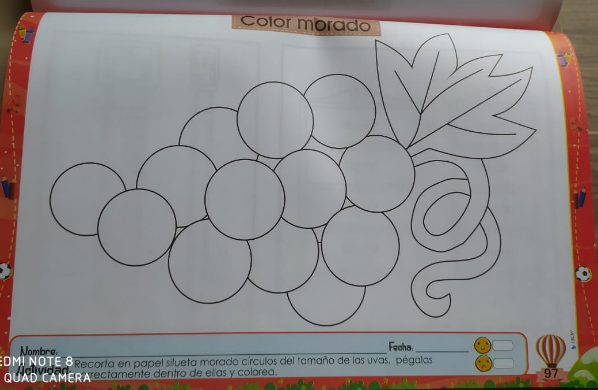 Color morado
Nombre
Fecha:
Actividad Recorta en papel silueta morado círculos del tamaño de las uvas, pégalos
correctamente dentro de ellas y colorea.
97
REDMI NOTE 8
QUAD CAMERA